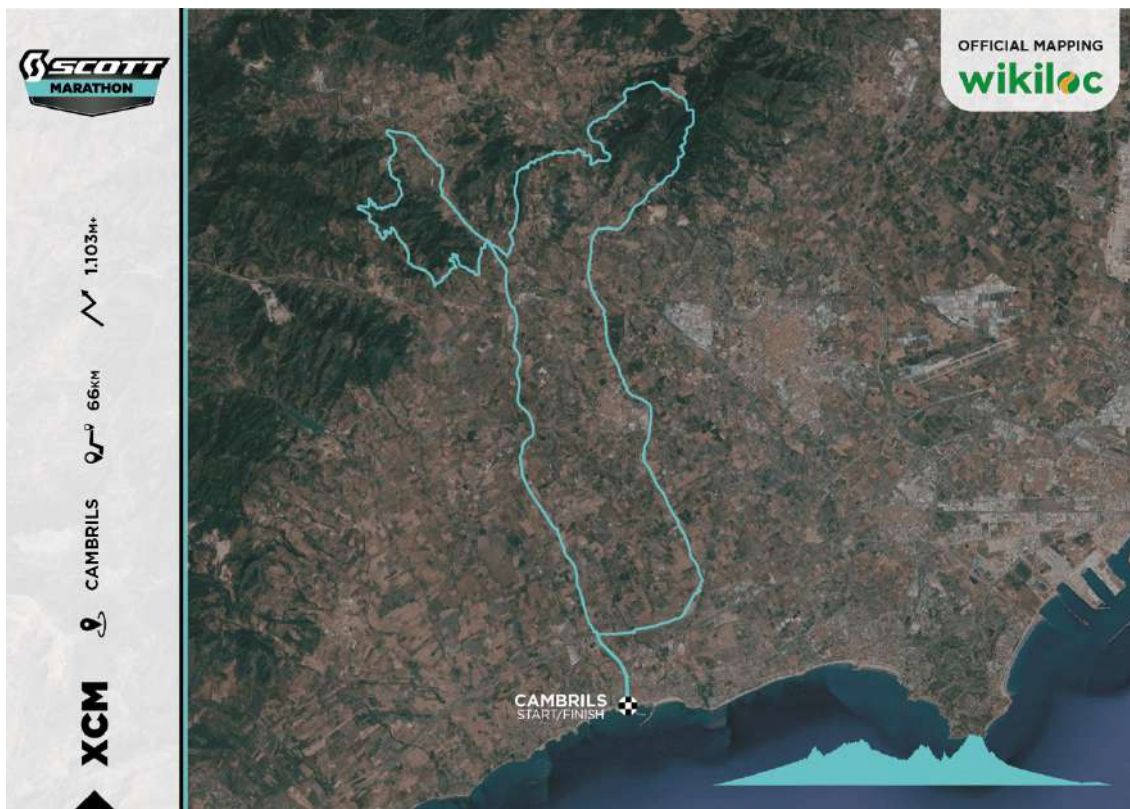 SCOTT
MARATHON
1.103M+
66KM
CAMBRILS
XCM
OFFICIAL MAPPING
wikiloc
CAMBRILS
START/FINISH